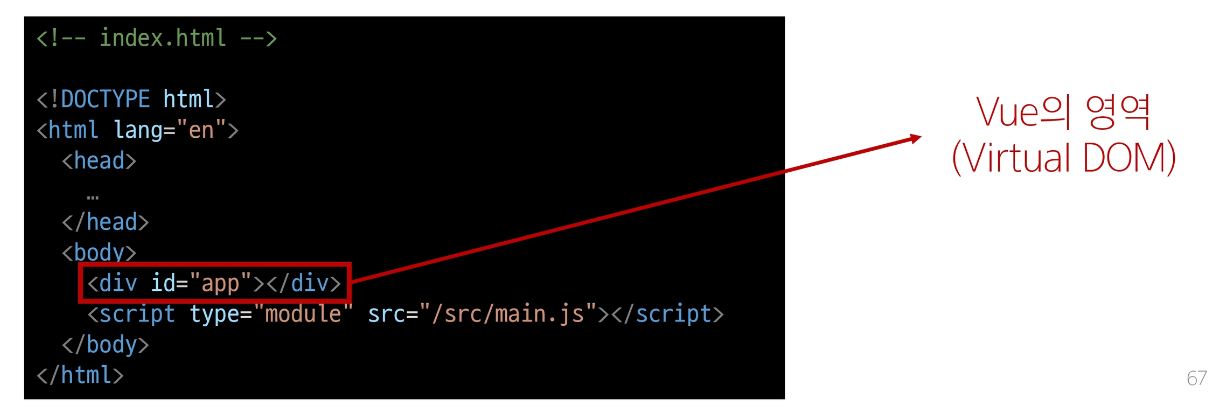 <!-- index.html -->
<!DOCTYPE html>
<html lang="en">
<head>
…
</head>
<body>
<div id="app"></div>
<script type="module" src="/src/main.js"></script>
</body>
</html>
Vue의 영역
(Virtual DOM)
67